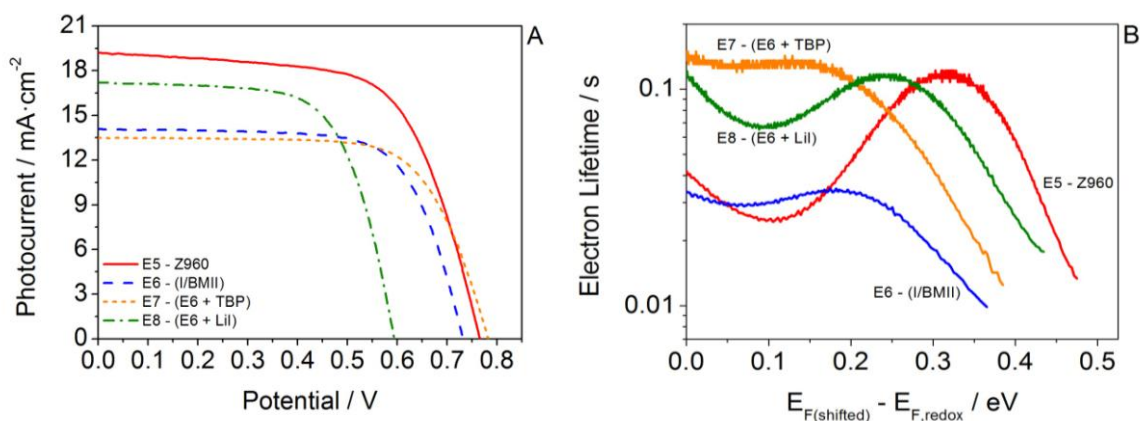 A
Photocurrent / mA·cm⁻²
21
18
15
12
9
6
3
0
E5 - Z960
E6 - (I/BMII)
E7 - (E6 + TBP)
E8 - (E6 + LiI)
0.0 0.1 0.2 0.3 0.4 0.5 0.6 0.7 0.8
Potential / V
B
Electron Lifetime / s
0.1
0.01
E7 - (E6 + TBP)
E8 - (E6 + LiI)
E5 - Z960
E6 - (I/BMII)
0.0 0.1 0.2 0.3 0.4 0.5
E_F(shifted) - E_F,redox / eV